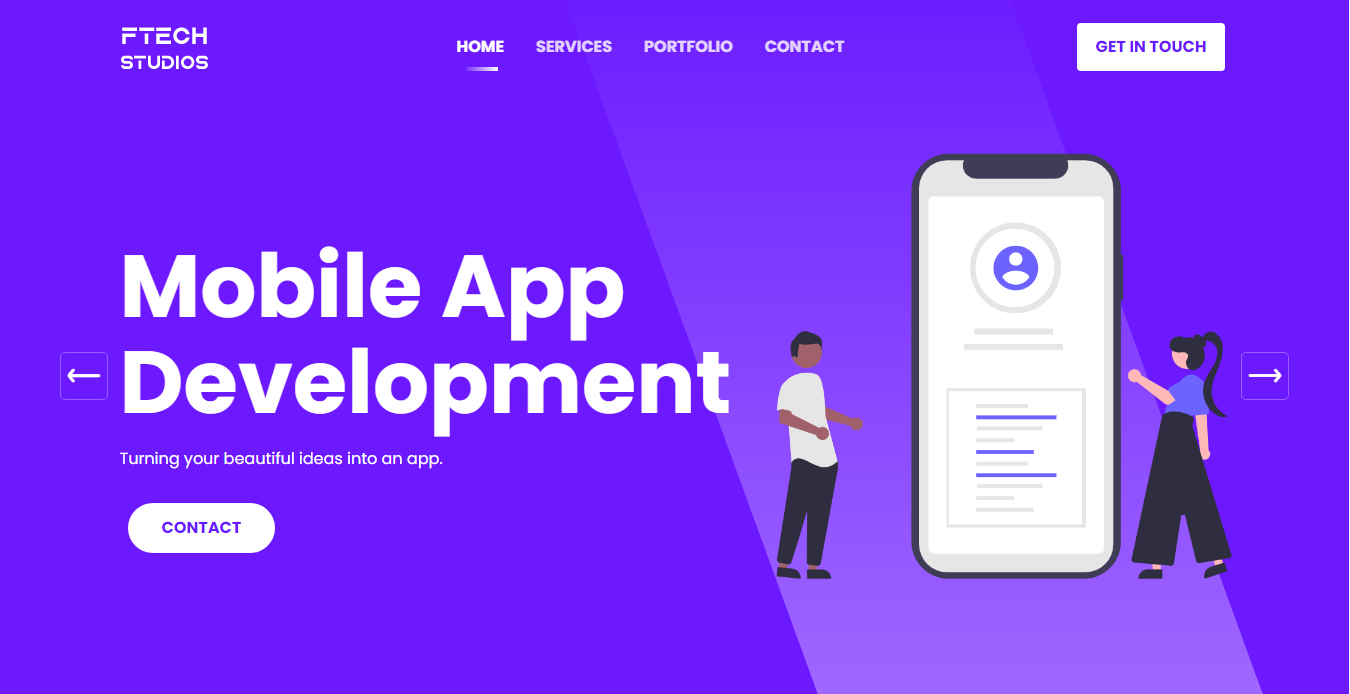 FTECH
STUDIOS
HOME SERVICES PORTFOLIO CONTACT
GET IN TOUCH
Mobile App
Development
Turning your beautiful ideas into an app.
CONTACT